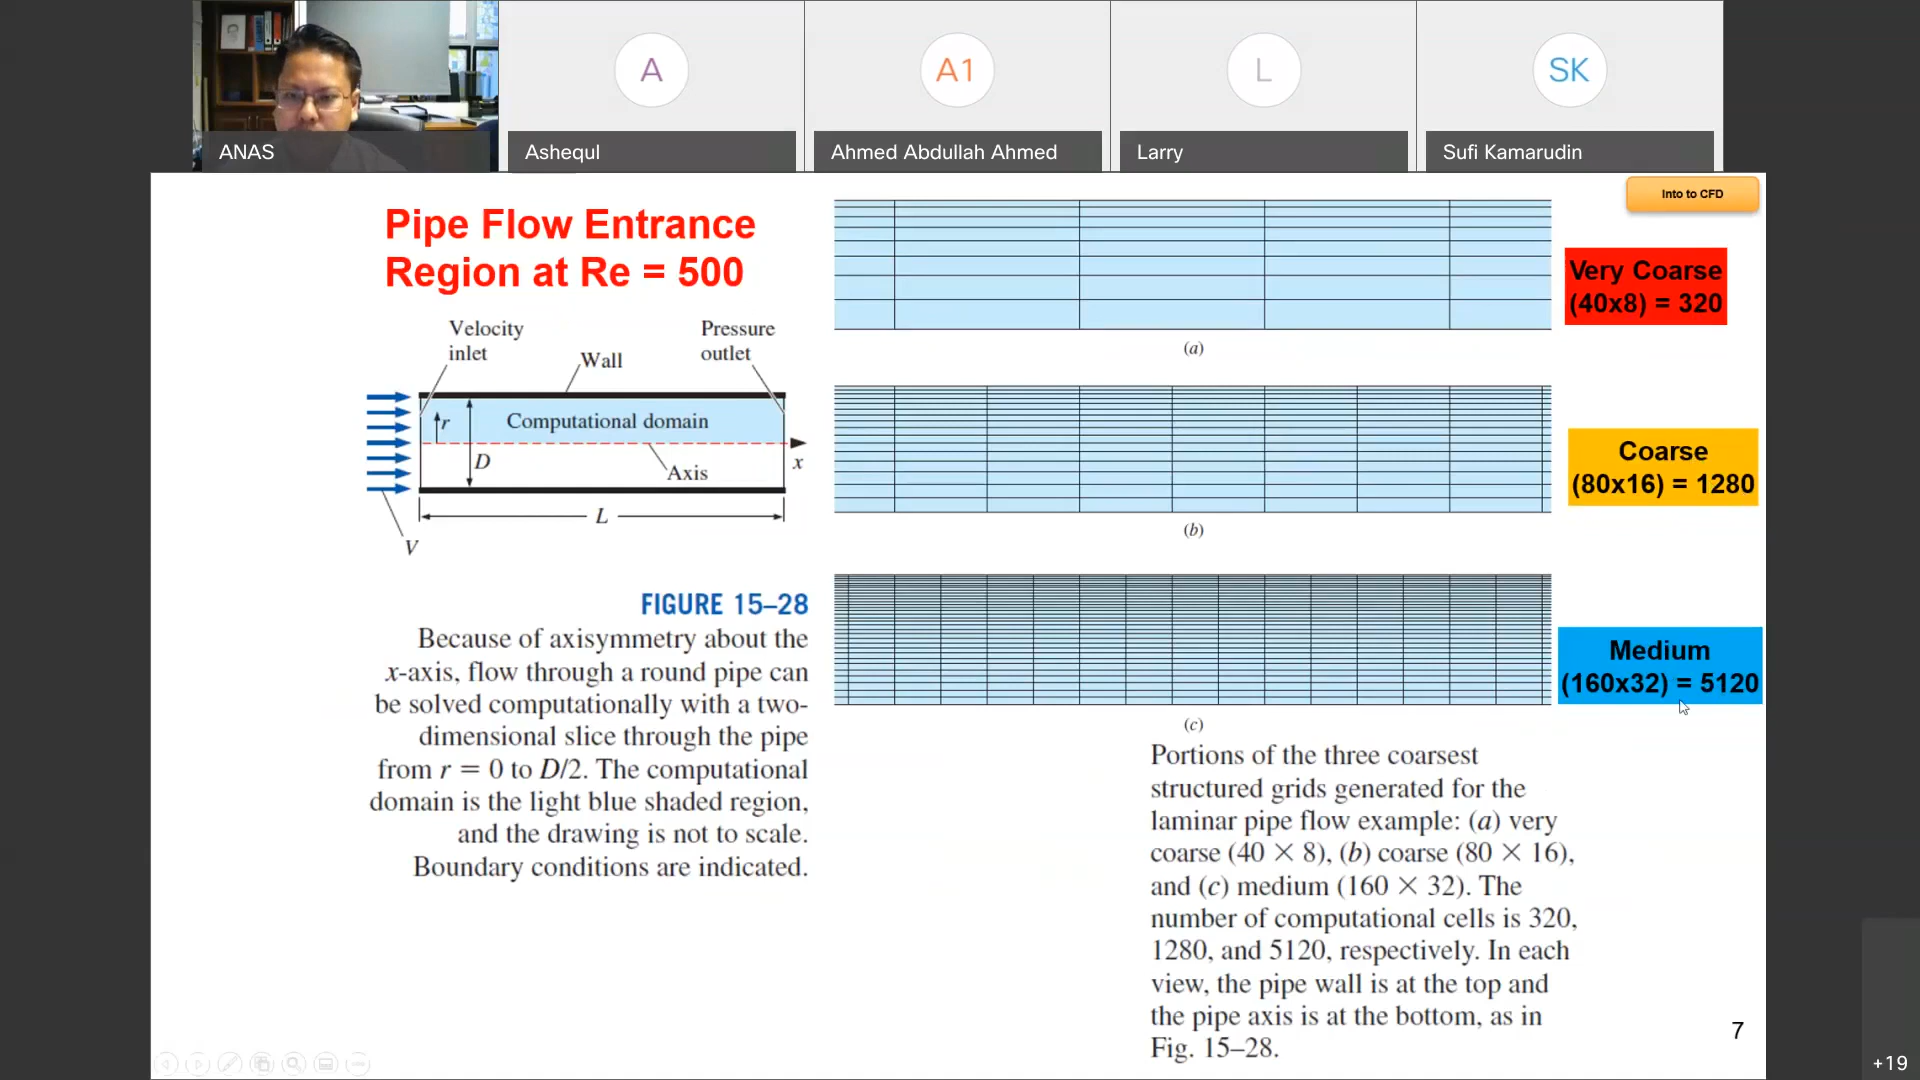 A
A1
L
SK
ANAS
Ashequl
Ahmed Abdullah Ahmed
Larry
Sufi Kamarudin
Into to CFD
Pipe Flow Entrance
Region at Re = 500
Velocity
inlet
Wall
Pressure
outlet
r
Computational domain
D
Axis
x
L
V
FIGURE 15–28
Because of axisymmetry about the
x-axis, flow through a round pipe can
be solved computationally with a two-
dimensional slice through the pipe
from r = 0 to D/2. The computational
domain is the light blue shaded region,
and the drawing is not to scale.
Boundary conditions are indicated.
Very Coarse
(40x8) = 320
(a)
Coarse
(80x16) = 1280
(b)
Medium
(160x32) = 5120
(c)
Portions of the three coarsest
structured grids generated for the
laminar pipe flow example: (a) very
coarse (40 × 8), (b) coarse (80 × 16),
and (c) medium (160 × 32). The
number of computational cells is 320,
1280, and 5120, respectively. In each
view, the pipe wall is at the top and
the pipe axis is at the bottom, as in
Fig. 15–28.
7
+19